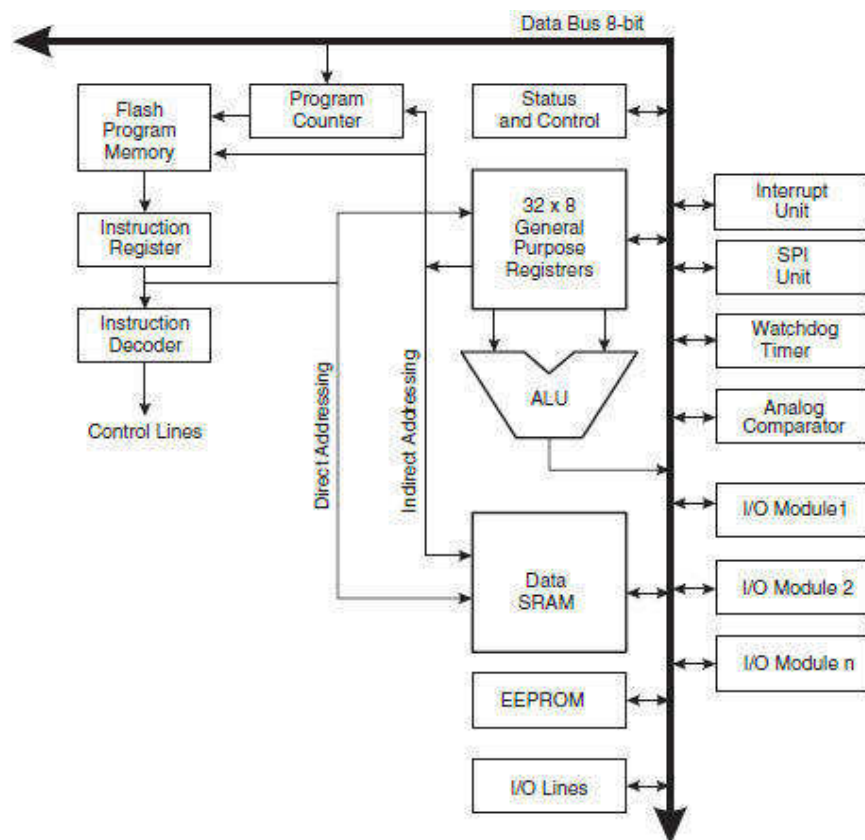 Data Bus 8-bit
Flash
Program
Memory
Program
Counter
Status
and Control
32 x 8
General
Purpose
Registrers
Interrupt
Unit
Instruction
Register
SPI
Unit
Instruction
Decoder
Watchdog
Timer
ALU
Analog
Comparator
Control Lines
Direct Addressing
Indirect Addressing
I/O Module1
Data
SRAM
I/O Module 2
I/O Module n
EEPROM
I/O Lines